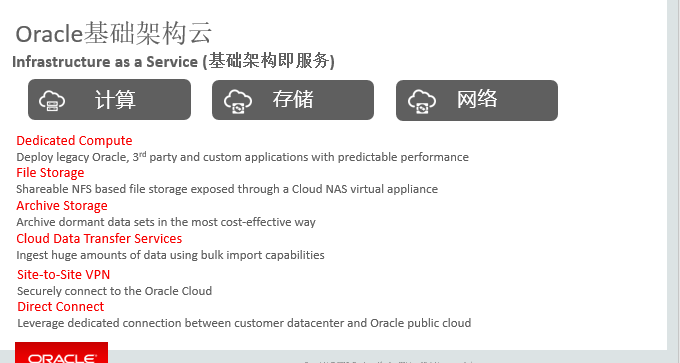 Oracle基础架构云
Infrastructure as a Service (基础架构即服务)
计算
存储
网络
Dedicated Compute
Deploy legacy Oracle, 3rd party and custom applications with predictable performance
File Storage
Shareable NFS based file storage exposed through a Cloud NAS virtual appliance
Archive Storage
Archive dormant data sets in the most cost-effective way
Cloud Data Transfer Services
Ingest huge amounts of data using bulk import capabilities
Site-to-Site VPN
Securely connect to the Oracle Cloud
Direct Connect
Leverage dedicated connection between customer datacenter and Oracle public cloud
ORACLE